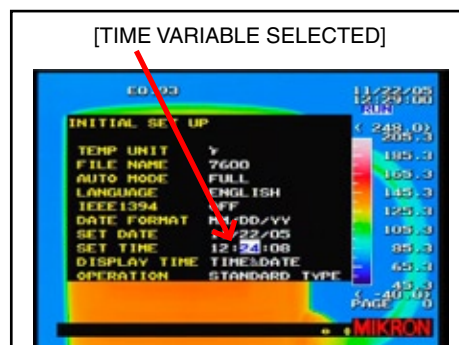 [TIME VARIABLE SELECTED]
11/22/05
12:29:00
RUN
INITIAL SET UP
( 248.0)
205.3
TEMP UNIT
185.3
FILE NAME 7600
AUTO MODE FULL
165.3
LANGUAGE ENGLISH
145.3
IEEE1394 OFF
125.3
DATE FORMAT MM/DD/YY
SET DATE 22/05
105.3
SET TIME 12:24:08
85.3
DISPLAY TIME TIME&DATE
65.3
OPERATION STANDARD TYPE
45.3
( -40.0)
PAGE 0
MIKRON